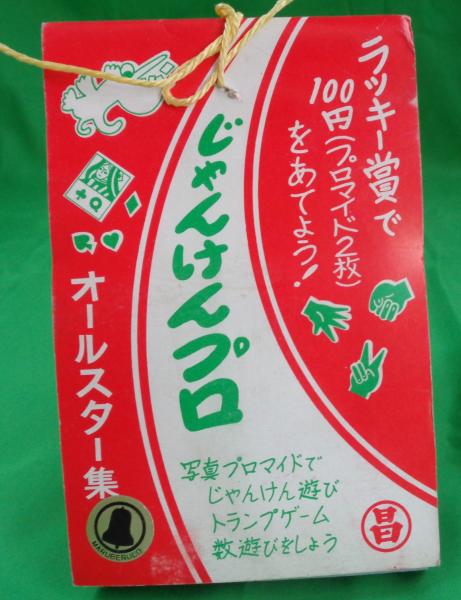 ラッキー賞で
100円(プロマイド2枚)
をあてよう!
じゃんけんプロ
オールスター集
写真プロマイドで
じゃんけん遊び
トランプゲーム
数遊びをしよう
昌
MARUBERUDO